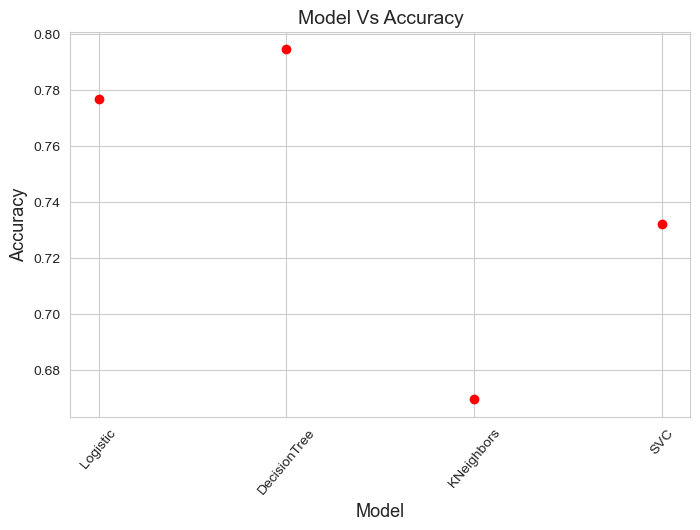 Model Vs Accuracy
0.80
0.78
0.76
0.74
0.72
0.70
0.68
Accuracy
Logistic
DecisionTree
KNeighbors
SVC
Model